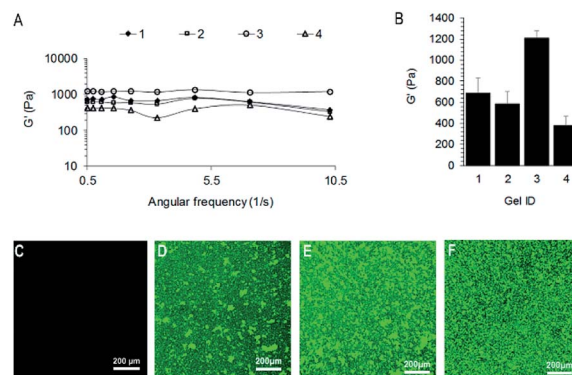 A
1 2 3 4
G' (Pa)
10000
1000
100
10
0.5 5.5 10.5
Angular frequency (1/s)
B
G' (Pa)
1400
1200
1000
800
600
400
200
0
1 2 3 4
Gel ID
C
200 µm
D
200µm
E
200µm
F
200µm